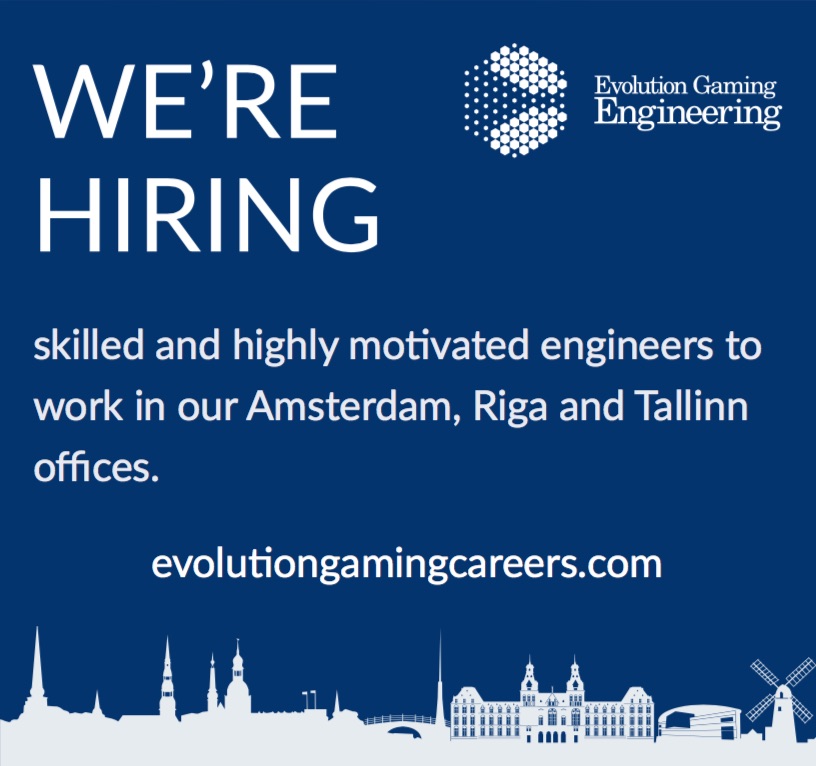 WE’RE
HIRING
Evolution Gaming
Engineering
skilled and highly motivated engineers to
work in our Amsterdam, Riga and Tallinn
offices.
evolutiongamingcareers.com